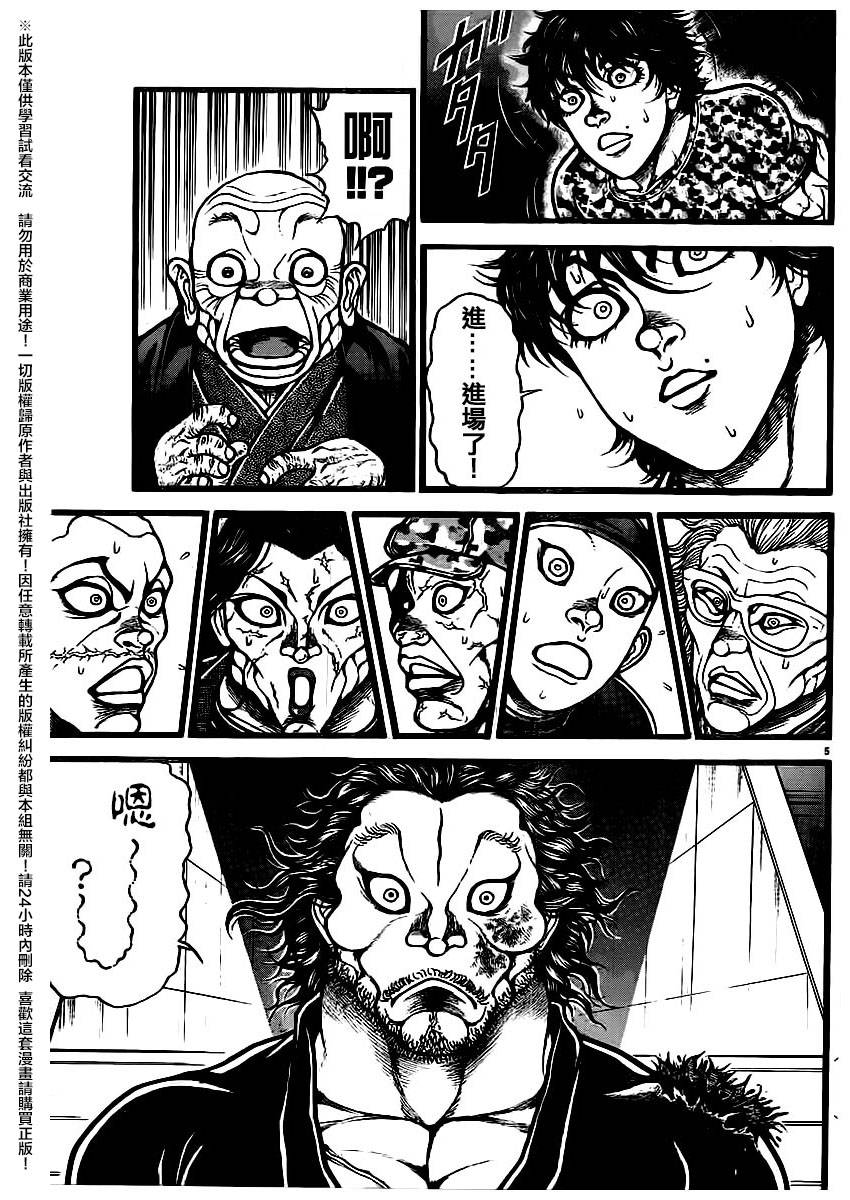 ガタタ
進……進場了！
啊!!?
5
嗯～～～～？
※此版本僅供學習試看交流 請勿用於商業用途！一切版權歸原作者與出版社擁有！因任意轉載所產生的版權糾紛都與本組無關！請24小時內刪除 喜歡這套漫畫請購買正版！